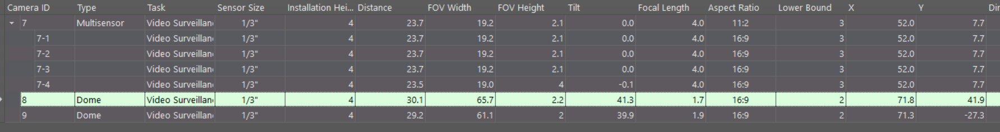 Camera ID Type Task Sensor Size Installation Hei... Distance FOV Width FOV Height Tilt Focal Length Aspect Ratio Lower Bound X Y Dir
7 Multisensor Video Surveillan 1/3" 4 23.7 19.2 2.1 0.0 4.0 11:2 3 52.0 7.7
7-1 Video Surveillan 1/3" 4 23.7 19.2 2.1 0.0 4.0 16:9 3 52.0 7.7
7-2 Video Surveillan 1/3" 4 23.7 19.2 2.1 0.0 4.0 16:9 3 52.0 7.7
7-3 Video Surveillan 1/3" 4 23.7 19.2 2.1 0.0 4.0 16:9 3 52.0 7.7
7-4 Video Surveillan 1/3" 4 23.5 19.0 4 -0.1 4.0 16:9 3 52.0 7.7
8 Dome Video Surveillan 1/3" 4 30.1 65.7 2.2 41.3 1.7 16:9 2 71.8 41.9
9 Dome Video Surveillan 1/3" 4 29.2 61.1 2 39.9 1.9 16:9 2 71.3 -27.3